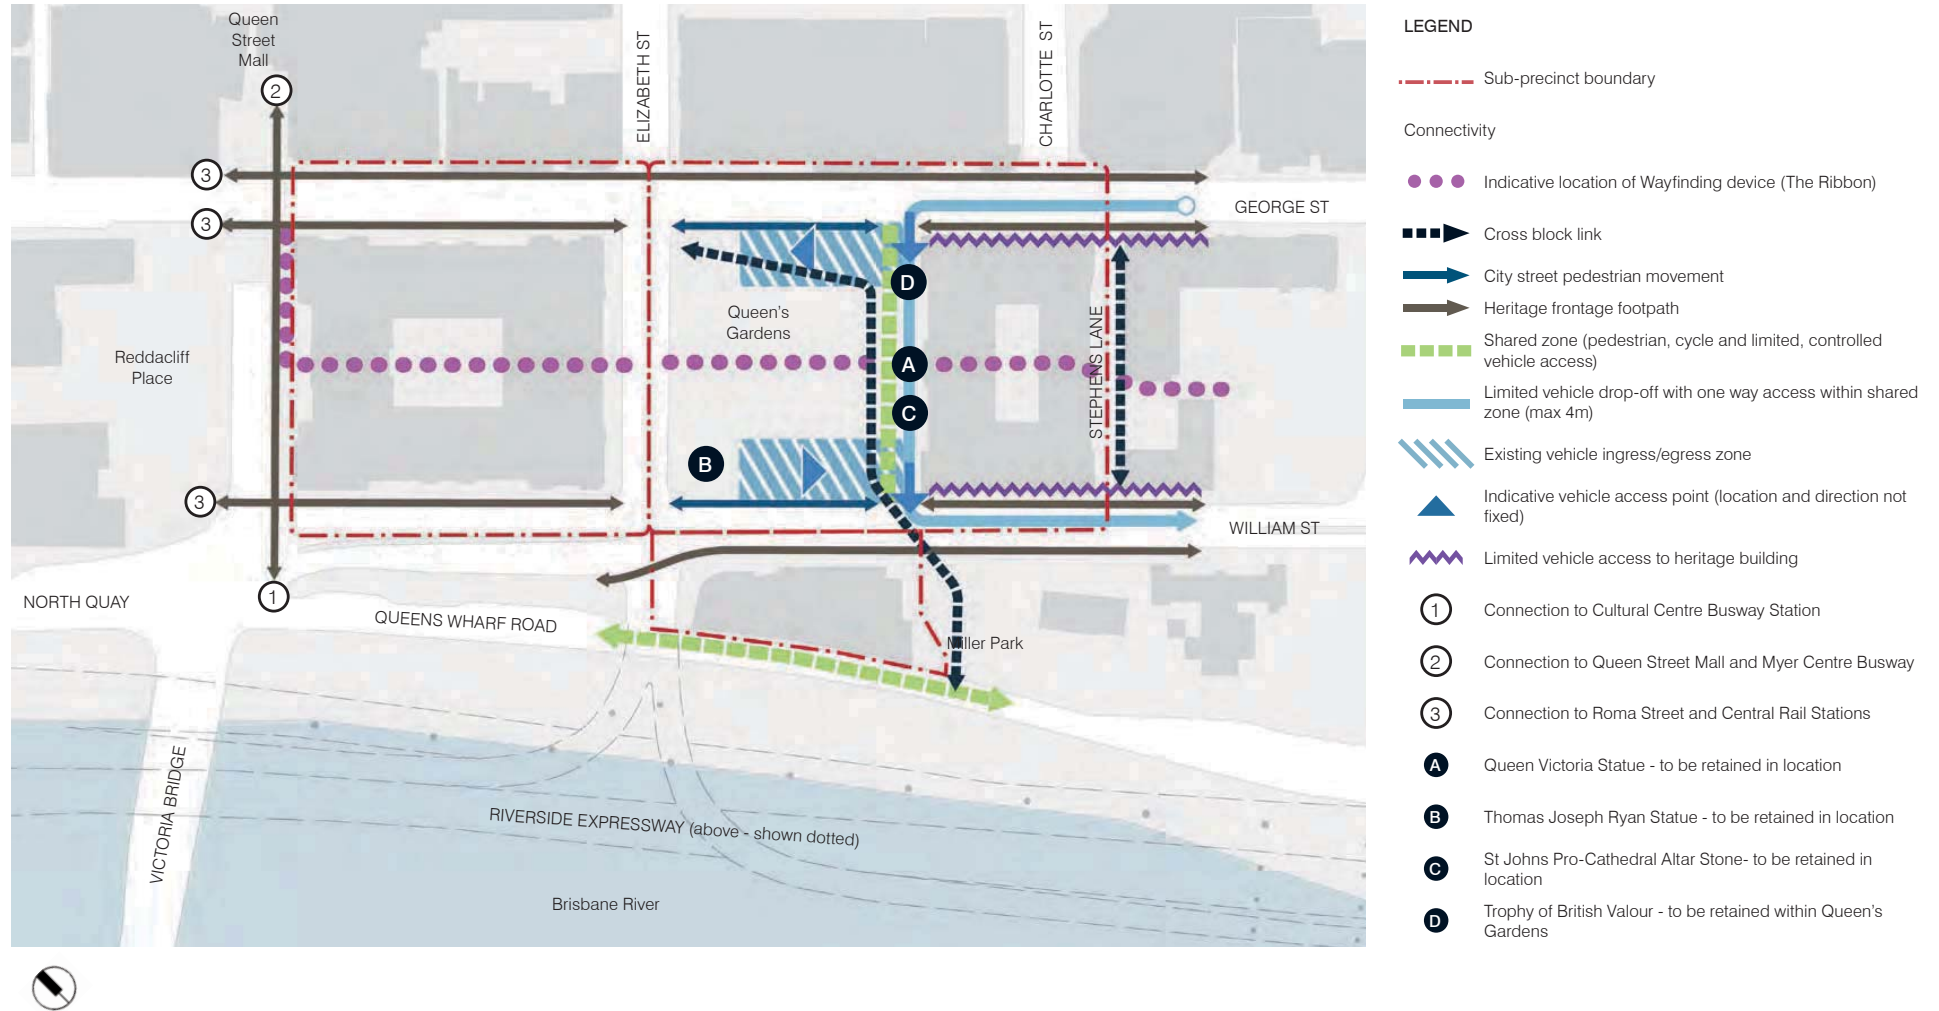 Queen
Street
Mall
ELIZABETH ST
CHARLOTTE ST
2
3
3
GEORGE ST
D
Queen's
Gardens
STEPHENS LANE
Reddacliff
Place
A
C
B
3
WILLIAM ST
1
NORTH QUAY
QUEENS WHARF ROAD
Miller Park
VICTORIA BRIDGE
RIVERSIDE EXPRESSWAY (above - shown dotted)
Brisbane River
LEGEND
Sub-precinct boundary
Connectivity
Indicative location of Wayfinding device (The Ribbon)
Cross block link
City street pedestrian movement
Heritage frontage footpath
Shared zone (pedestrian, cycle and limited, controlled
vehicle access)
Limited vehicle drop-off with one way access within shared
zone (max 4m)
Existing vehicle ingress/egress zone
Indicative vehicle access point (location and direction not
fixed)
Limited vehicle access to heritage building
1 Connection to Cultural Centre Busway Station
2 Connection to Queen Street Mall and Myer Centre Busway
3 Connection to Roma Street and Central Rail Stations
A Queen Victoria Statue - to be retained in location
B Thomas Joseph Ryan Statue - to be retained in location
C St Johns Pro-Cathedral Altar Stone- to be retained in
location
D Trophy of British Valour - to be retained within Queen's
Gardens